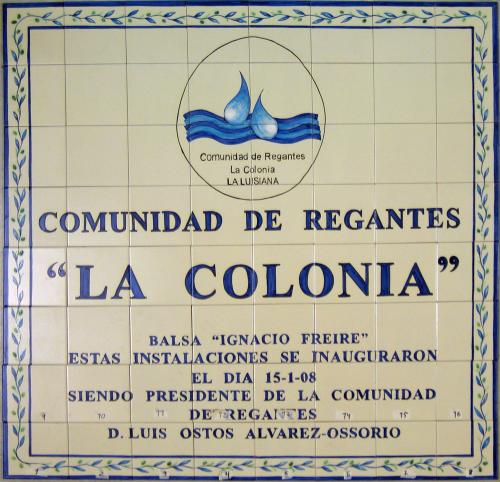 Comunidad de Regantes
La Colonia
LA LUISIANA
COMUNIDAD DE REGANTES
“LA COLONIA”
BALSA “IGNACIO FREIRE”
ESTAS INSTALACIONES SE INAUGURARON
EL DIA 15-1-08
SIENDO PRESIDENTE DE LA COMUNIDAD
DE REGANTES
D. LUIS OSTOS ALVAREZ-OSSORIO